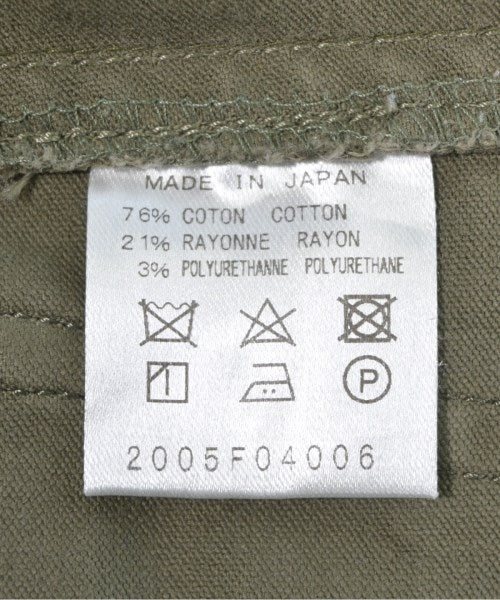 MADE IN JAPAN
76% COTON COTTON
21% RAYONNE RAYON
3% POLYURETHANNE POLYURETHANE
P
2005F04006